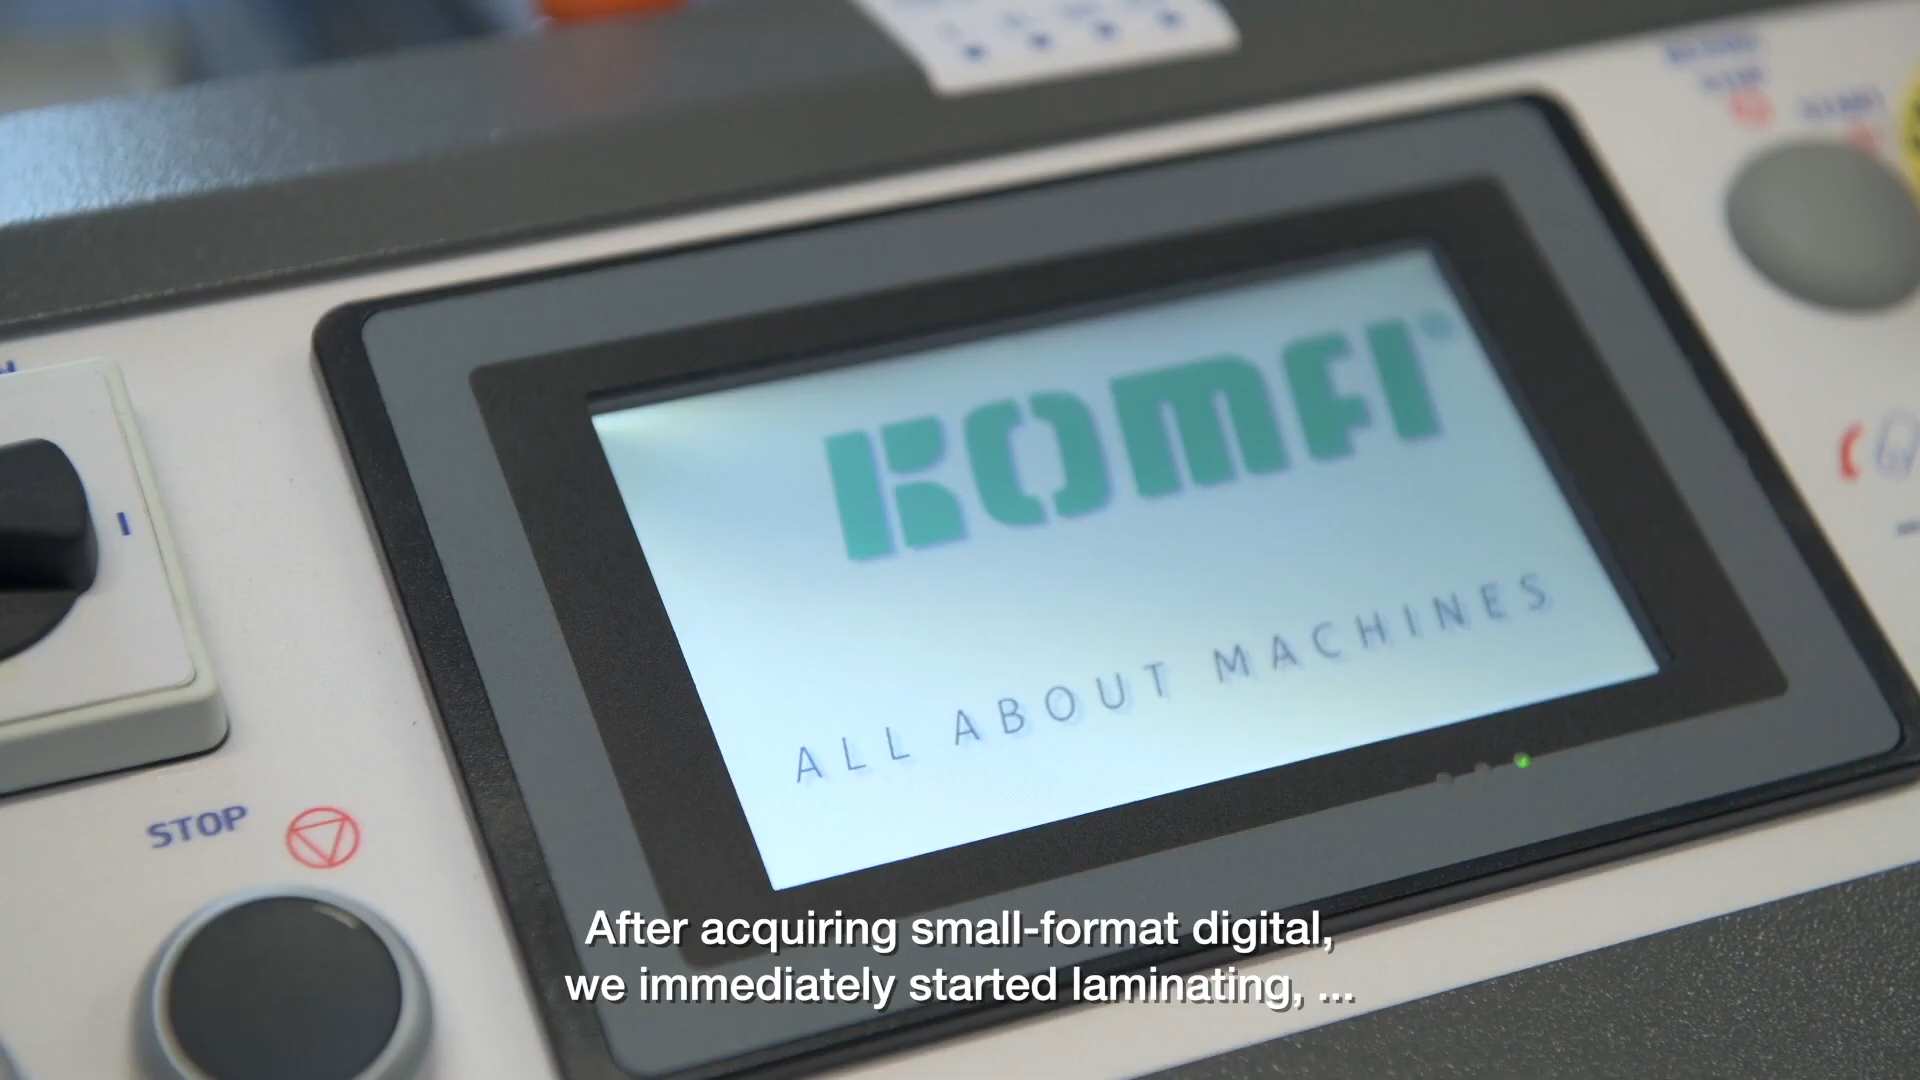 KOMFI®
ALL ABOUT MACHINES
I
STOP
After acquiring small-format digital,
we immediately started laminating, ...